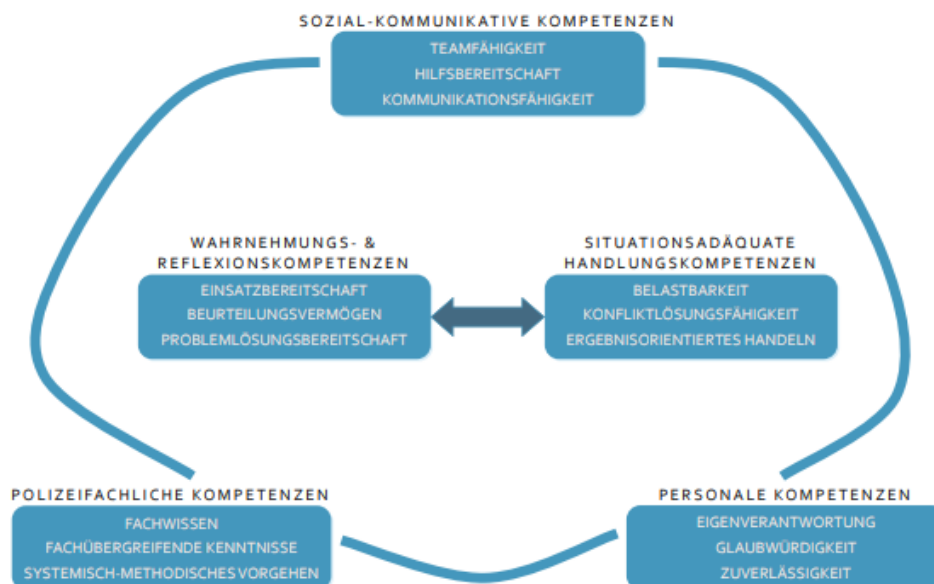 SOZIAL-KOMMUNIKATIVE KOMPETENZEN
TEAMFÄHIGKEIT
HILFSBEREITSCHAFT
KOMMUNIKATIONSFÄHIGKEIT
WAHRNEHMUNGS- &
REFLEXIONSKOMPETENZEN
EINSATZBEREITSCHAFT
BEURTEILUNGSVERMÖGEN
PROBLEMLÖSUNGSBEREITSCHAFT
SITUATIONSADÄQUATE
HANDLUNGSKOMPETENZEN
BELASTBARKEIT
KONFLIKTLÖSUNGSFÄHIGKEIT
ERGEBNISORIENTIERTES HANDELN
POLIZEIFACHLICHE KOMPETENZEN
FACHWISSEN
FACHÜBERGREIFENDE KENNTNISSE
SYSTEMISCH-METHODISCHES VORGEHEN
PERSONALE KOMPETENZEN
EIGENVERANTWORTUNG
GLAUBWÜRDIGKEIT
ZUVERLÄSSIGKEIT